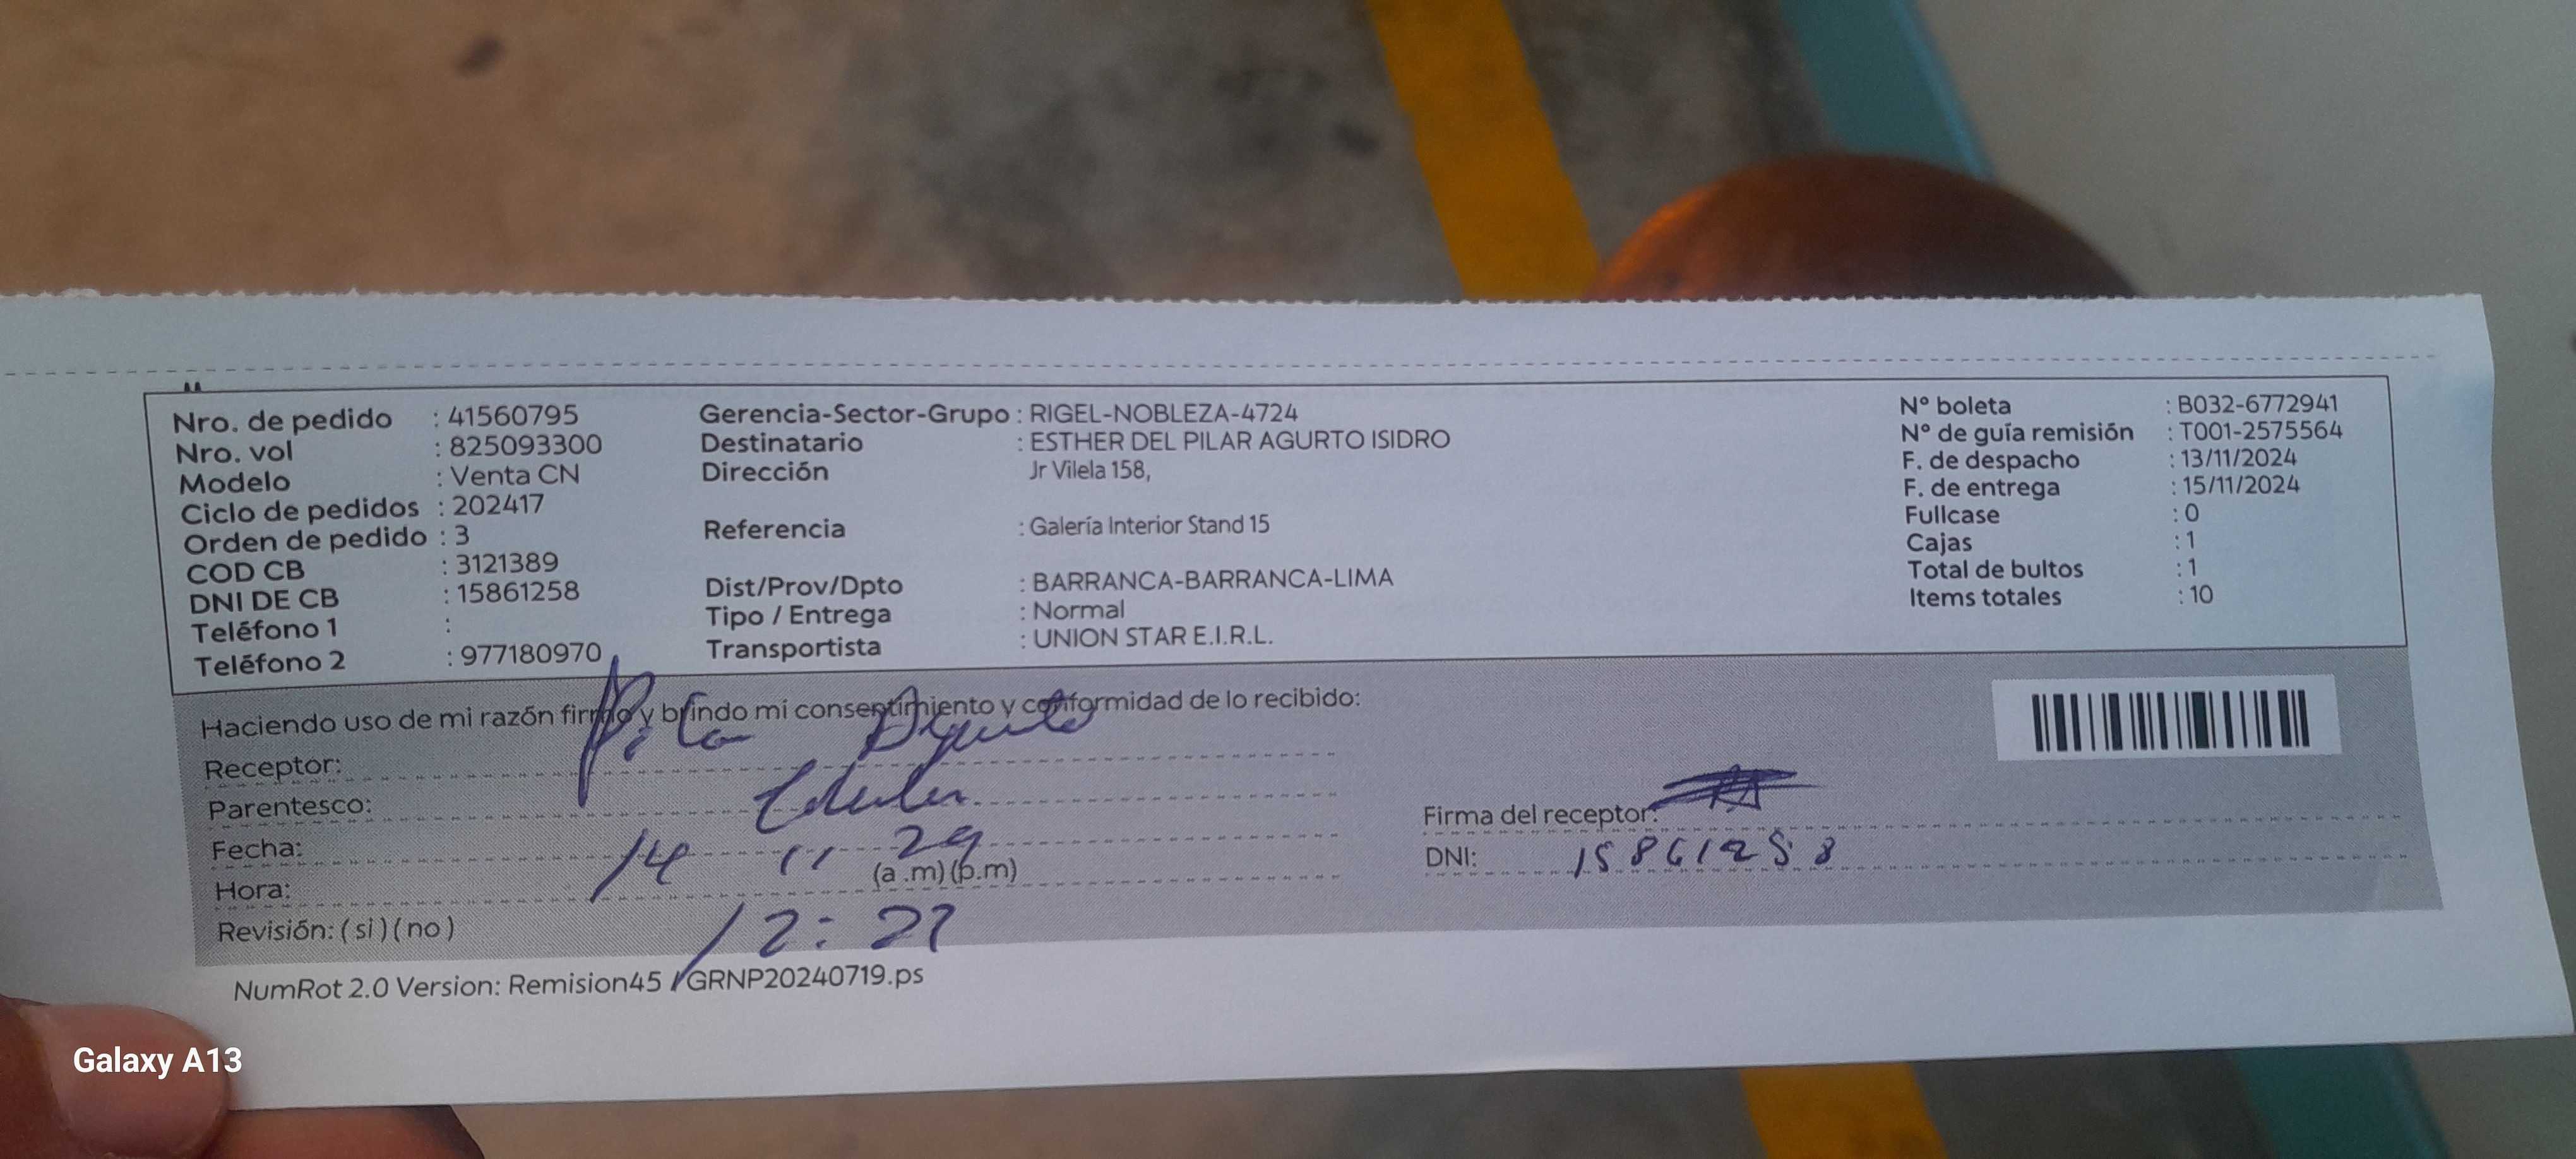 Nro. de pedido : 41560795
Nro. vol : 825093300
Modelo : Venta CN
Ciclo de pedidos : 202417
Orden de pedido : 3
COD CB : 3121389
DNI DE CB : 15861258
Teléfono 1 :
Teléfono 2 : 977180970
Gerencia-Sector-Grupo : RIGEL-NOBLEZA-4724
Destinatario : ESTHER DEL PILAR AGURTO ISIDRO
Dirección Jr Vilela 158,
Referencia : Galería Interior Stand 15
Dist/Prov/Dpto : BARRANCA-BARRANCA-LIMA
Tipo / Entrega : Normal
Transportista : UNION STAR E.I.R.L.
N° boleta : B032-6772941
N° de guía remisión : T001-2575564
F. de despacho : 13/11/2024
F. de entrega : 15/11/2024
Fullcase : 0
Cajas : 1
Total de bultos : 1
Items totales : 10
Haciendo uso de mi razón firmo y brindo mi consentimiento y conformidad de lo recibido:
Receptor: Pilar Agurto
Parentesco:
Fecha: 14 11
Hora: (a .m) (p.m)
12: 27
Revisión: ( si ) ( no )
Firma del receptor:
DNI: 15861258
NumRot 2.0 Version: Remision45 / GRNP20240719.ps
Galaxy A13